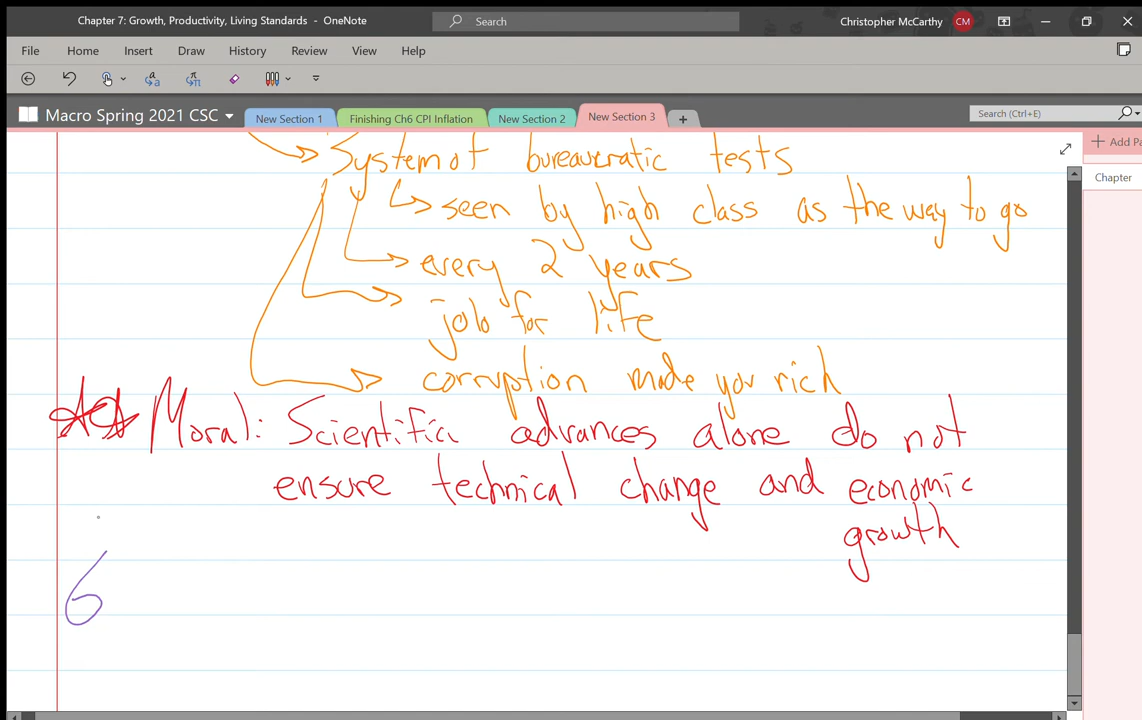 Chapter 7: Growth, Productivity, Living Standards - OneNote
Search
Christopher McCarthy CM
File Home Insert Draw History Review View Help
Macro Spring 2021 CSC
New Section 1
Finishing Ch6 CPI Inflation
New Section 2
New Section 3
Search (Ctrl+E)
Add Pa
Chapter
System of bureaucratic tests
seen by high class as the way to go
every 2 years
job for life
corruption made you rich
Moral: Scientific advances alone do not
ensure technical change and economic
growth
6